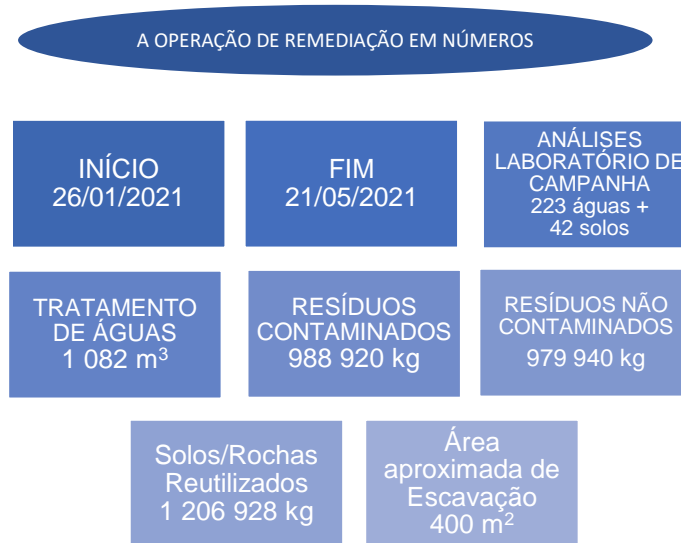 A OPERAÇÃO DE REMEDIAÇÃO EM NÚMEROS
INÍCIO
26/01/2021
FIM
21/05/2021
ANÁLISES
LABORATÓRIO DE
CAMPANHA
223 águas +
42 solos
TRATAMENTO
DE ÁGUAS
1 082 m³
RESÍDUOS
CONTAMINADOS
988 920 kg
RESÍDUOS NÃO
CONTAMINADOS
979 940 kg
Solos/Rochas
Reutilizados
1 206 928 kg
Área
aproximada de
Escavação
400 m²